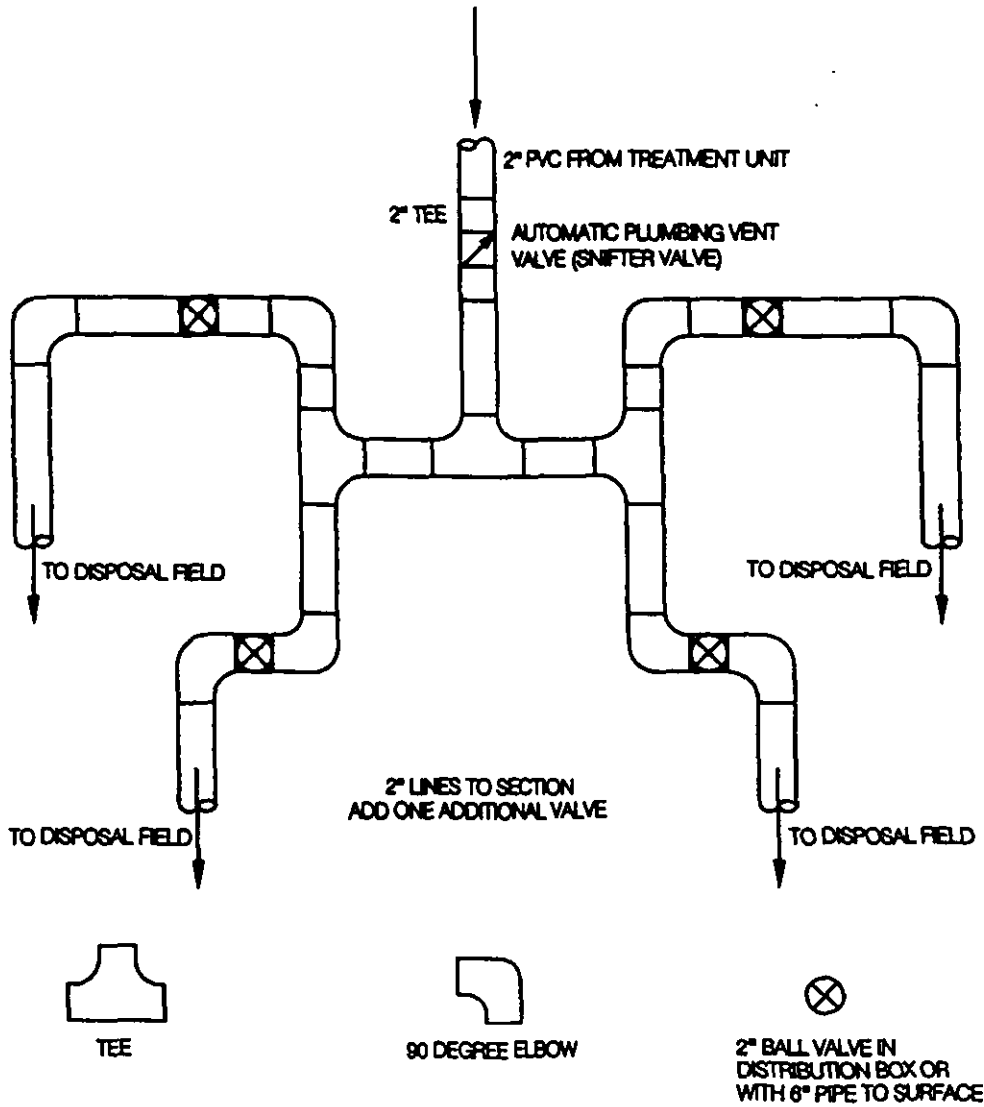 2" PVC FROM TREATMENT UNIT
2" TEE
AUTOMATIC PLUMBING VENT
VALVE (SNIFTER VALVE)
TO DISPOSAL FIELD
TO DISPOSAL FIELD
2" LINES TO SECTION
ADD ONE ADDITIONAL VALVE
TO DISPOSAL FIELD
TO DISPOSAL FIELD
TEE
90 DEGREE ELBOW
2" BALL VALVE IN
DISTRIBUTION BOX OR
WITH 6" PIPE TO SURFACE